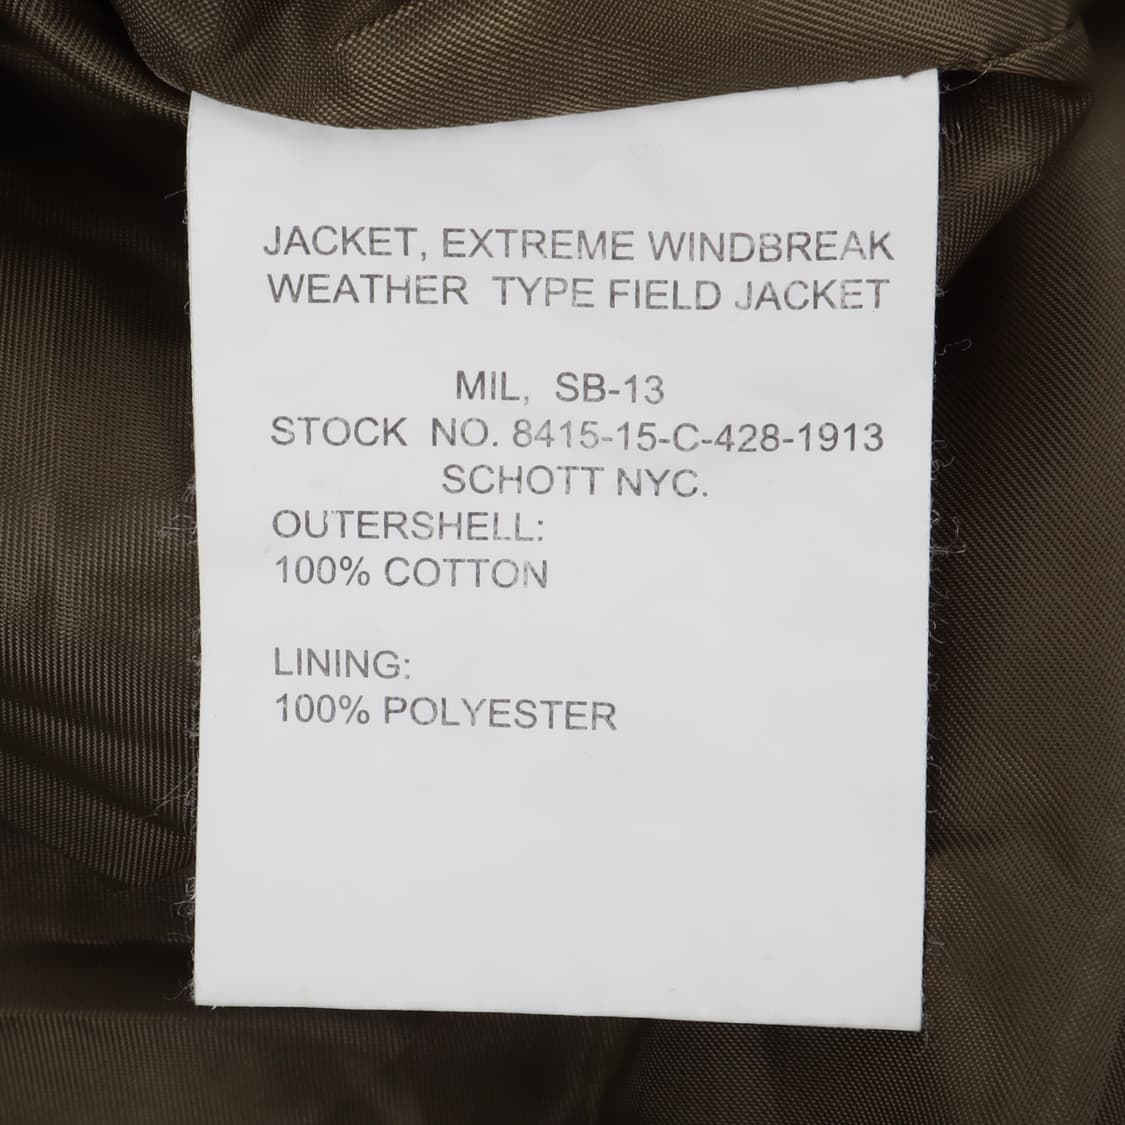 JACKET, EXTREME WINDBREAK
WEATHER TYPE FIELD JACKET
MIL, SB-13
STOCK NO. 8415-15-C-428-1913
SCHOTT NYC.
OUTERSHELL:
100% COTTON
LINING:
100% POLYESTER